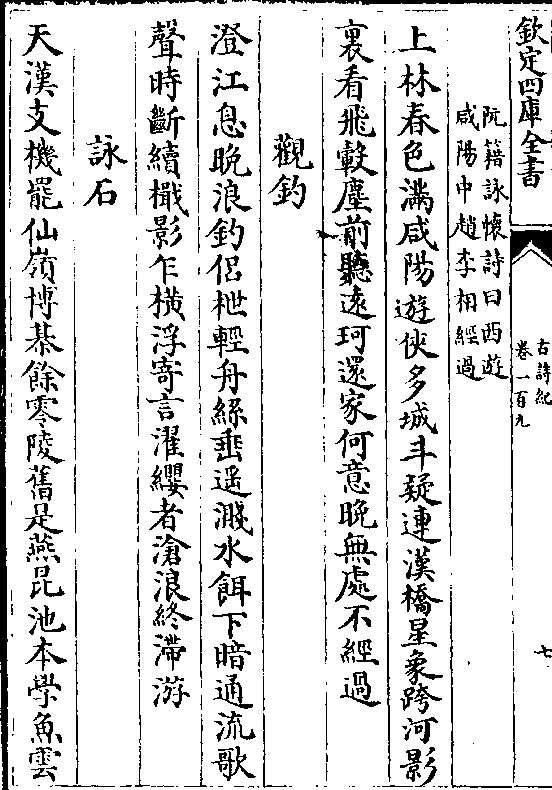 欽定四庫全書
古詩紀
卷一百九
七
阮籍詠懷詩曰西遊
咸陽中趙李相經過
上林春色滿咸陽遊俠多城斗疑連漢橋星象跨河影
裏看飛轂塵前聽遠珂還家何意晚無處不經過
觀釣
澄江息晚浪釣侣枻輕舟絲垂遥濺水餌下暗通流歌
聲時斷續檝影乍橫浮寄言濯纓者滄浪終滯游
詠石
天漢支機罷仙嶺博棊餘零陵舊是燕昆池本學魚雲